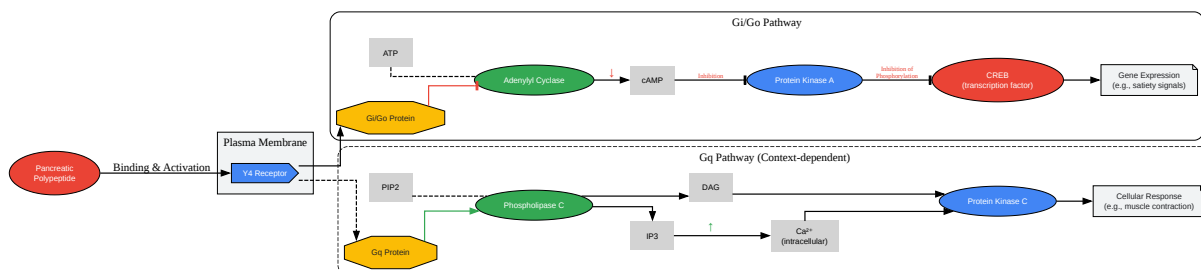 Gi/Go Pathway
ATP
Adenylyl Cyclase
↓
cAMP
Inhibition
Protein Kinase A
Inhibition of
Phosphorylation
CREB
(transcription factor)
Gene Expression
(e.g., satiety signals)
Gi/Go Protein
Plasma Membrane
Pancreatic
Polypeptide
Binding & Activation
Y4 Receptor
Gq Pathway (Context-dependent)
PIP2
Phospholipase C
DAG
Protein Kinase C
Cellular Response
(e.g., muscle contraction)
Gq Protein
IP3
↑
Ca²⁺
(intracellular)